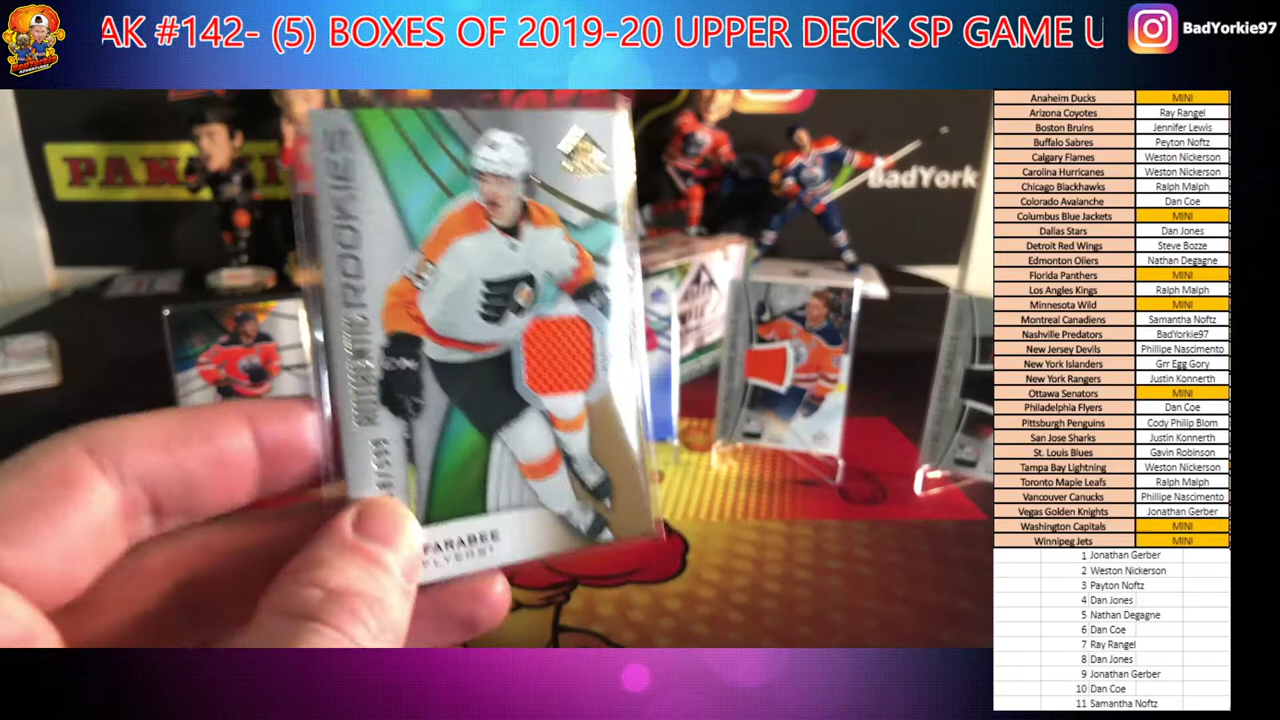 AK #142- (5) BOXES OF 2019-20 UPPER DECK SP GAME U
BadYorkie97
PANINI
BadYork
ROOKIES
FARABEE
FLYERS
Anaheim Ducks MINI
Arizona Coyotes Ray Rangel
Boston Bruins Jennifer Lewis
Buffalo Sabres Peyton Noftz
Calgary Flames Weston Nickerson
Carolina Hurricanes Weston Nickerson
Chicago Blackhawks Ralph Malph
Colorado Avalanche Dan Coe
Columbus Blue Jackets MINI
Dallas Stars Dan Jones
Detroit Red Wings Steve Bozze
Edmonton Oilers Nathan Degagne
Florida Panthers MINI
Los Angles Kings Ralph Malph
Minnesota Wild MINI
Montreal Canadiens Samantha Noftz
Nashville Predators BadYorkie97
New Jersey Devils Phillipe Nascimento
New York Islanders Grr Egg Gory
New York Rangers Justin Konnerth
Ottawa Senators MINI
Philadelphia Flyers Dan Coe
Pittsburgh Penguins Cody Philip Blom
San Jose Sharks Justin Konnerth
St. Louis Blues Gavin Robinson
Tampa Bay Lightning Weston Nickerson
Toronto Maple Leafs Ralph Malph
Vancouver Canucks Phillipe Nascimento
Vegas Golden Knights Jonathan Gerber
Washington Capitals MINI
Winnipeg Jets MINI
1 Jonathan Gerber
2 Weston Nickerson
3 Payton Noftz
4 Dan Jones
5 Nathan Degagne
6 Dan Coe
7 Ray Rangel
8 Dan Jones
9 Jonathan Gerber
10 Dan Coe
11 Samantha Noftz